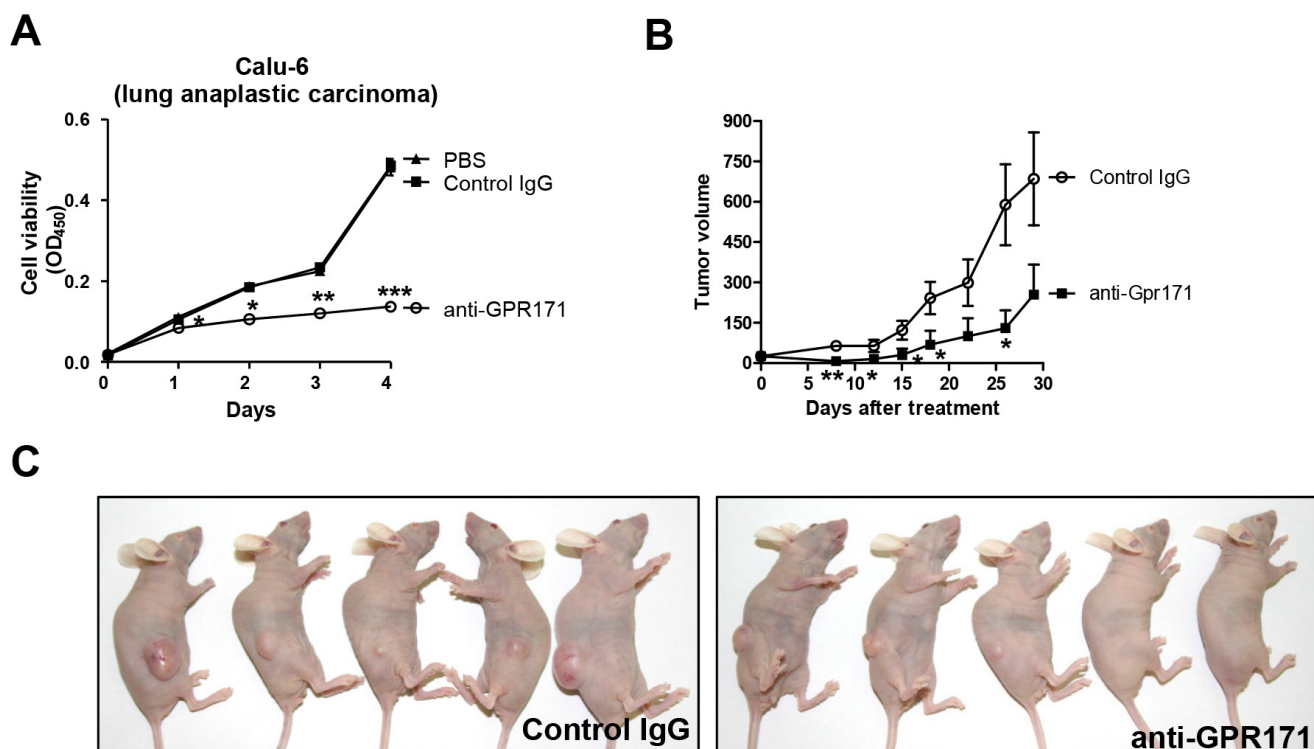 A
Calu-6
(lung anaplastic carcinoma)
0.6
0.4
0.2
0.0
Cell viability
(OD450)
PBS
Control IgG
anti-GPR171
*
*
**
***
0
1
2
3
4
Days
B
900
750
600
450
300
150
0
Tumor volume
Control IgG
anti-Gpr171
**
*
*
*
*
0
5
10
15
20
25
30
Days after treatment
C
Control IgG
anti-GPR171